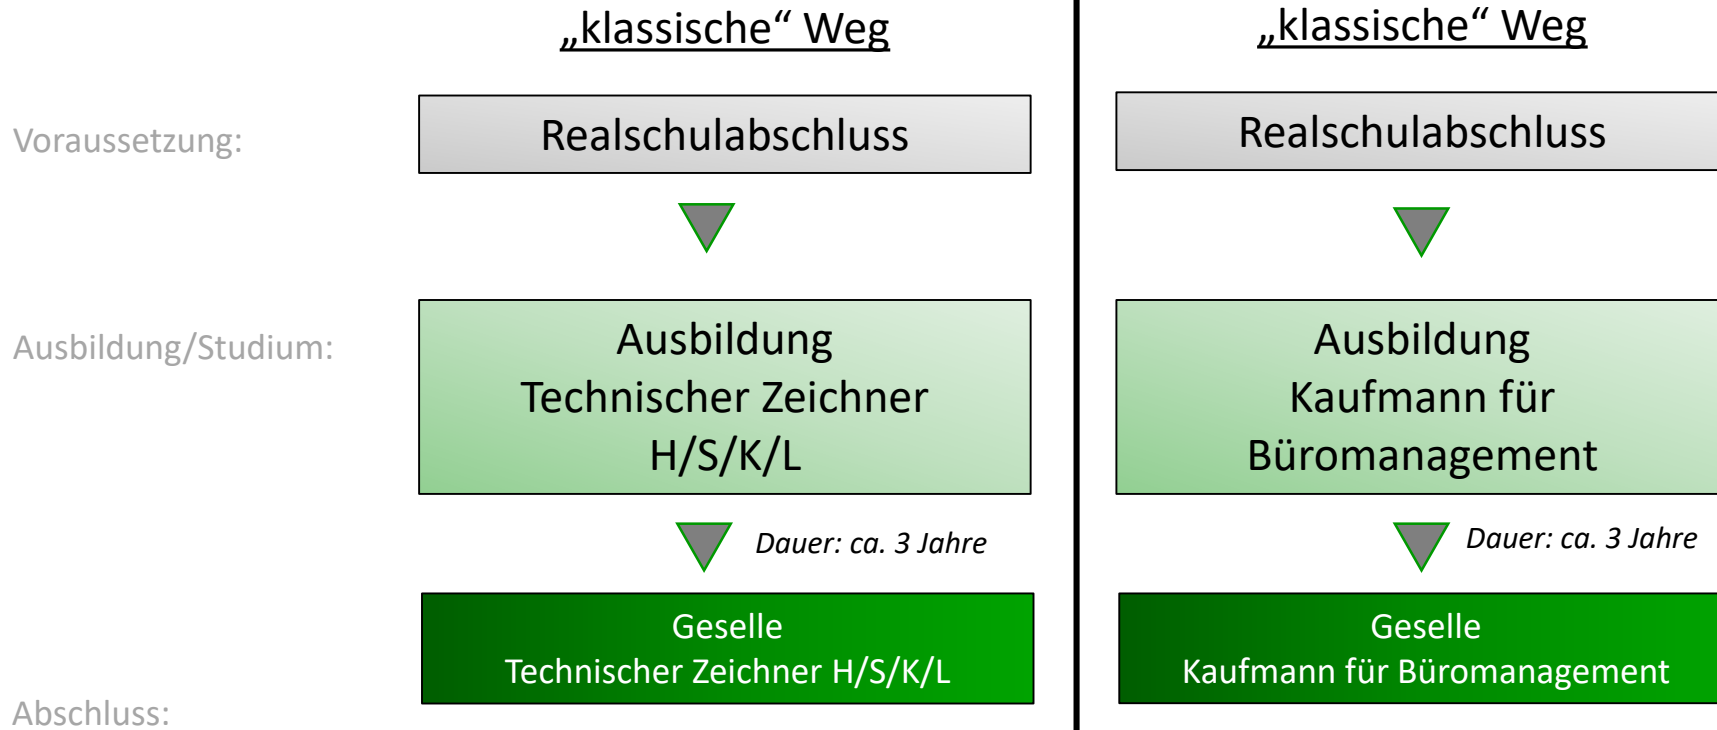 „klassische“ Weg
„klassische“ Weg
Voraussetzung:
Realschulabschluss
Realschulabschluss
Ausbildung/Studium:
Ausbildung
Technischer Zeichner
H/S/K/L
Ausbildung
Kaufmann für
Büromanagement
Dauer: ca. 3 Jahre
Dauer: ca. 3 Jahre
Geselle
Technischer Zeichner H/S/K/L
Geselle
Kaufmann für Büromanagement
Abschluss: